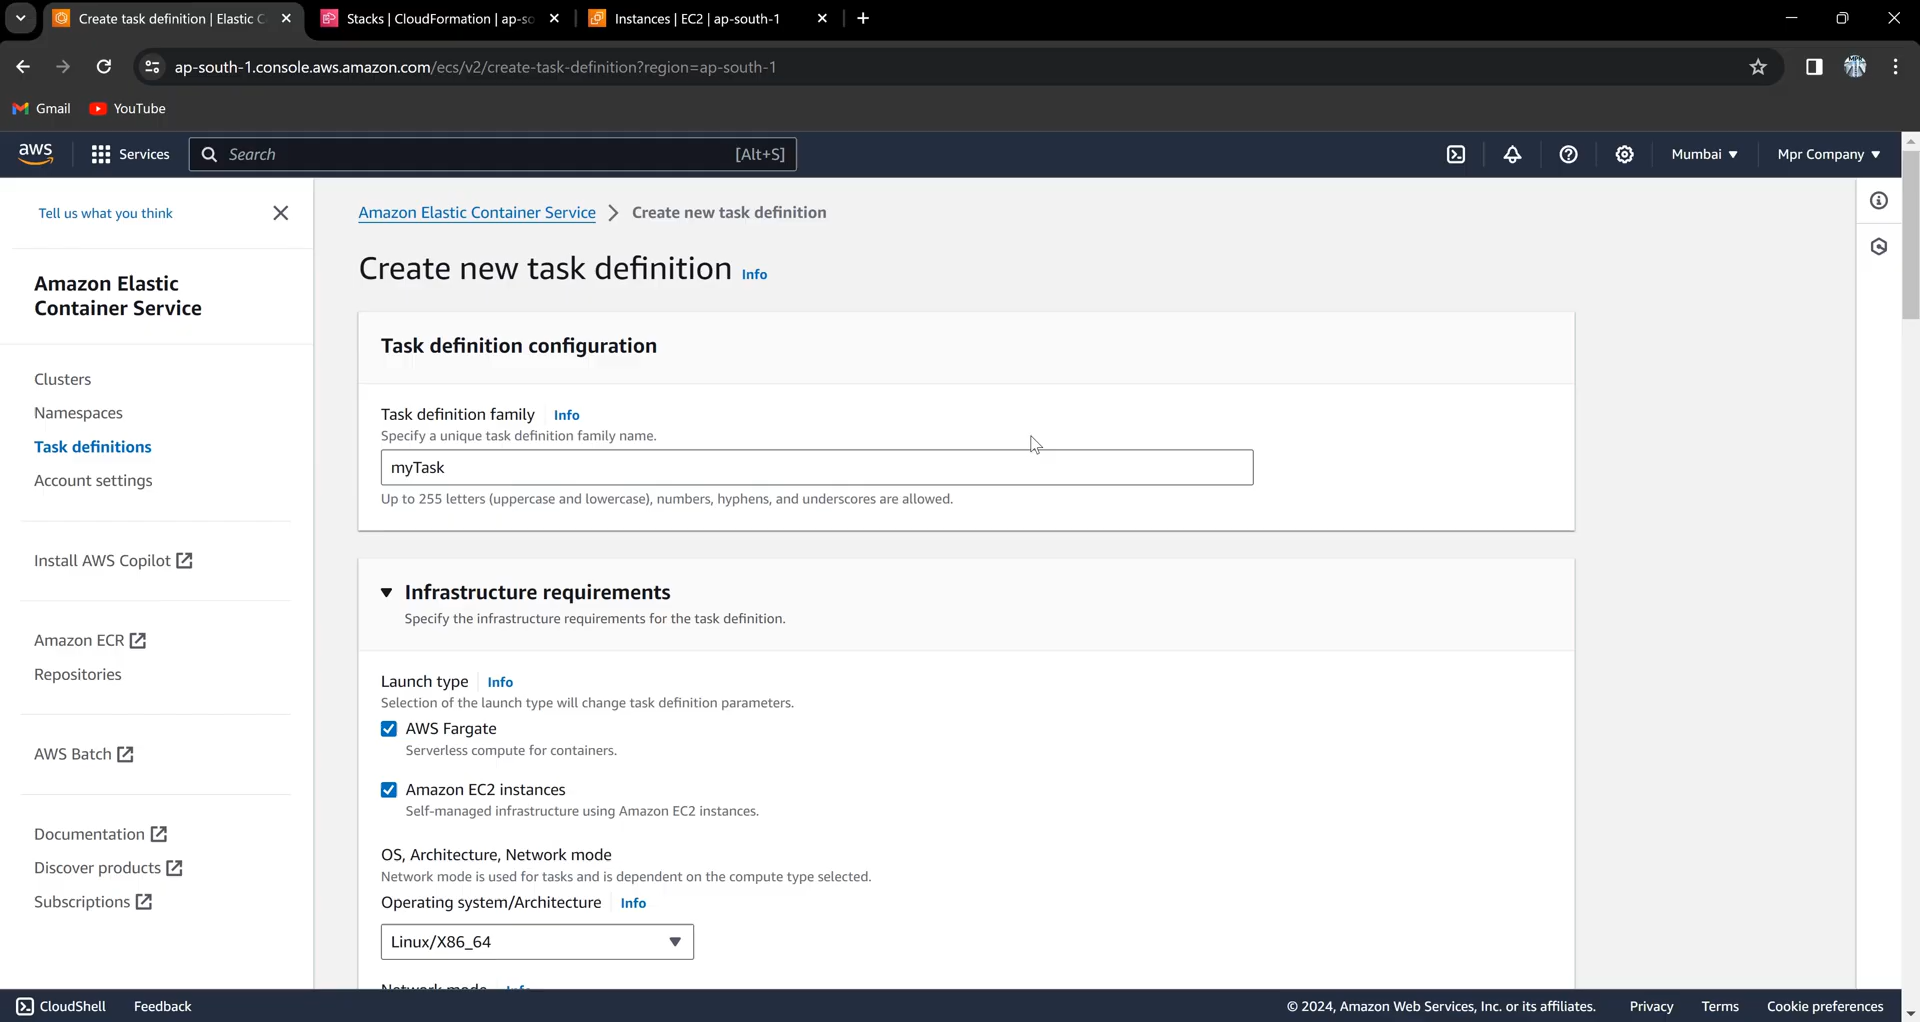 Create task definition | Elastic C
Stacks | CloudFormation | ap-so
Instances | EC2 | ap-south-1
ap-south-1.console.aws.amazon.com/ecs/v2/create-task-definition?region=ap-south-1
Gmail
YouTube
aws
Services
Search
[Alt+S]
Mumbai
Mpr Company
Tell us what you think
Amazon Elastic Container Service
Create new task definition
Create new task definition
Info
Amazon Elastic
Container Service
Clusters
Namespaces
Task definitions
Account settings
Install AWS Copilot
Amazon ECR
Repositories
AWS Batch
Documentation
Discover products
Subscriptions
Task definition configuration
Task definition family
Info
Specify a unique task definition family name.
myTask
Up to 255 letters (uppercase and lowercase), numbers, hyphens, and underscores are allowed.
Infrastructure requirements
Specify the infrastructure requirements for the task definition.
Launch type
Info
Selection of the launch type will change task definition parameters.
AWS Fargate
Serverless compute for containers.
Amazon EC2 instances
Self-managed infrastructure using Amazon EC2 instances.
OS, Architecture, Network mode
Network mode is used for tasks and is dependent on the compute type selected.
Operating system/Architecture
Info
Linux/X86_64
Network mode
Info
CloudShell
Feedback
© 2024, Amazon Web Services, Inc. or its affiliates.
Privacy
Terms
Cookie preferences